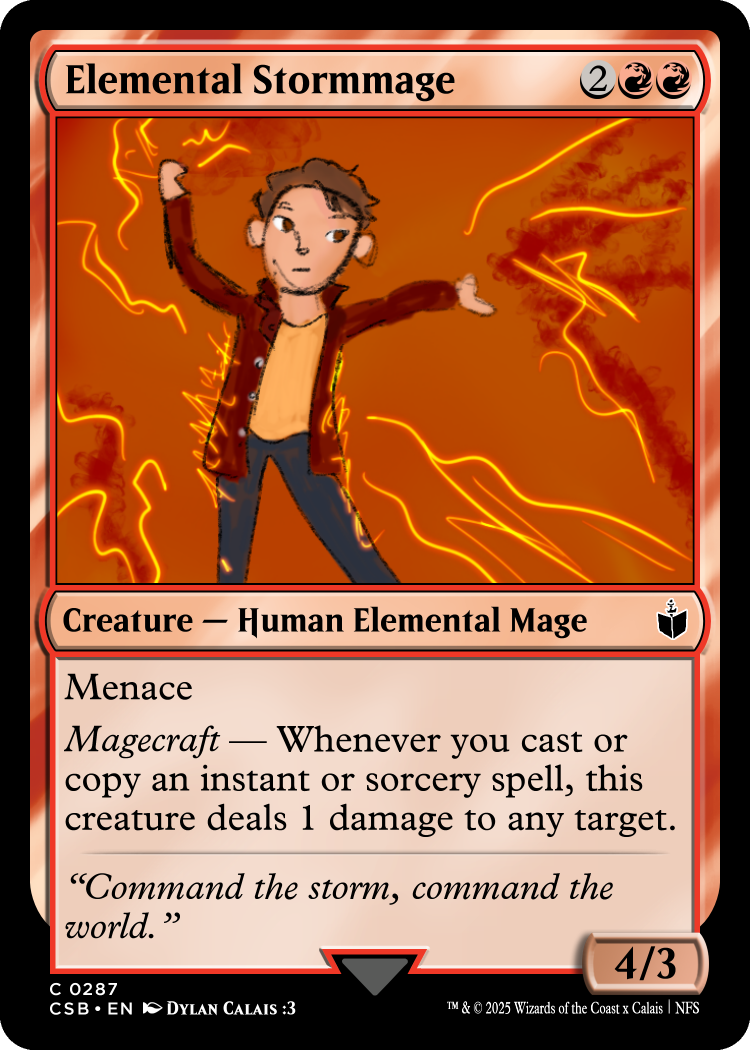 Elemental Stormmage 2
Creature — Human Elemental Mage
Menace
Magecraft — Whenever you cast or
copy an instant or sorcery spell, this
creature deals 1 damage to any target.
“Command the storm, command the
world.”
4/3
C 0287
CSB • EN DYLAN CALAIS :3
™ & © 2025 Wizards of the Coast x Calais | NFS